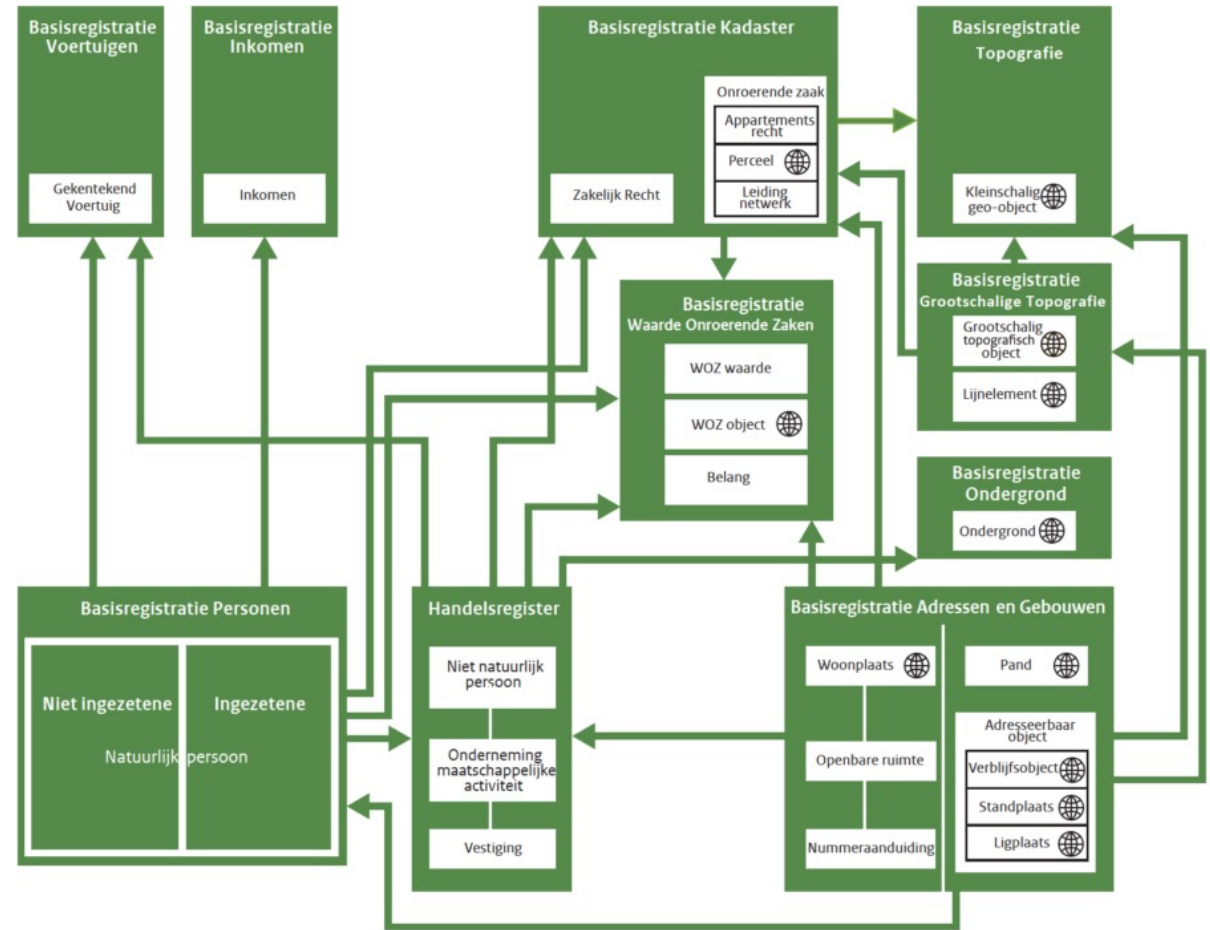 Basisregistratie
Voertuigen
Gekentekend
Voertuig
Basisregistratie
Inkomen
Inkomen
Basisregistratie Kadaster
Zakelijk Recht
Onroerende zaak
Appartements
recht
Perceel
Leiding
netwerk
Basisregistratie
Topografie
Kleinschalig
geo-object
Basisregistratie
Waarde Onroerende Zaken
WOZ waarde
WOZ object
Belang
Basisregistratie
Grootschalige Topografie
Grootschalig
topografisch
object
Lijnelement
Basisregistratie
Ondergrond
Ondergrond
Basisregistratie Personen
Niet ingezetene
Ingezetene
Natuurlijk persoon
Handelsregister
Niet natuurlijk
persoon
Onderneming
maatschappelijke
activiteit
Vestiging
Basisregistratie Adressen en Gebouwen
Woonplaats
Openbare ruimte
Nummeraanduiding
Pand
Adresseerbaar
object
Verblijfsobject
Standplaats
Ligplaats